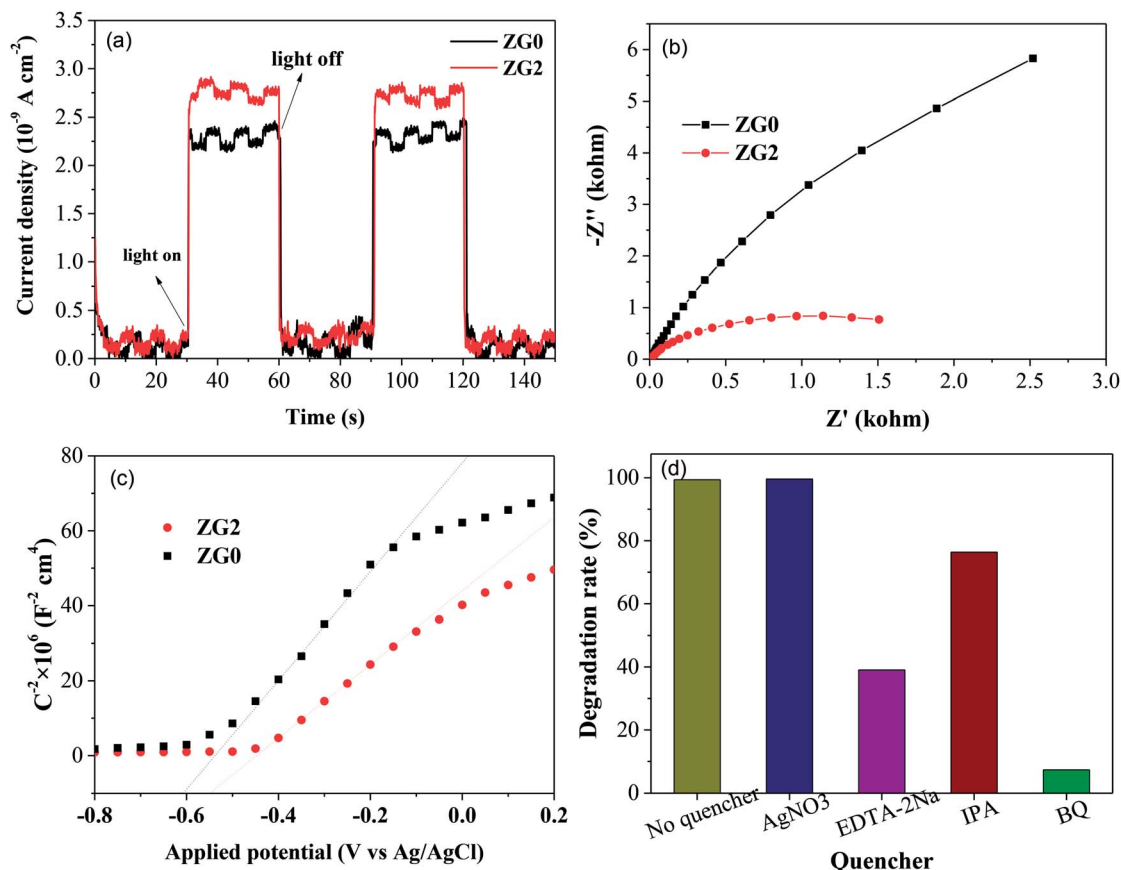 (a)
ZG0
ZG2
light off
light on
3.5
3.0
2.5
2.0
1.5
1.0
0.5
0.0
0
20
40
60
80
100
120
140
Current density (10⁻⁹ A cm⁻²)
Time (s)
(b)
ZG0
ZG2
6
5
4
3
2
1
0
0.0
0.5
1.0
1.5
2.0
2.5
3.0
-Z'' (kohm)
Z' (kohm)
(c)
ZG2
ZG0
80
60
40
20
0
-0.8
-0.6
-0.4
-0.2
0.0
0.2
C⁻²×10⁶ (F⁻² cm⁴)
Applied potential (V vs Ag/AgCl)
(d)
100
80
60
40
20
0
Degradation rate (%)
No quencher
AgNO3
EDTA-2Na
IPA
BQ
Quencher